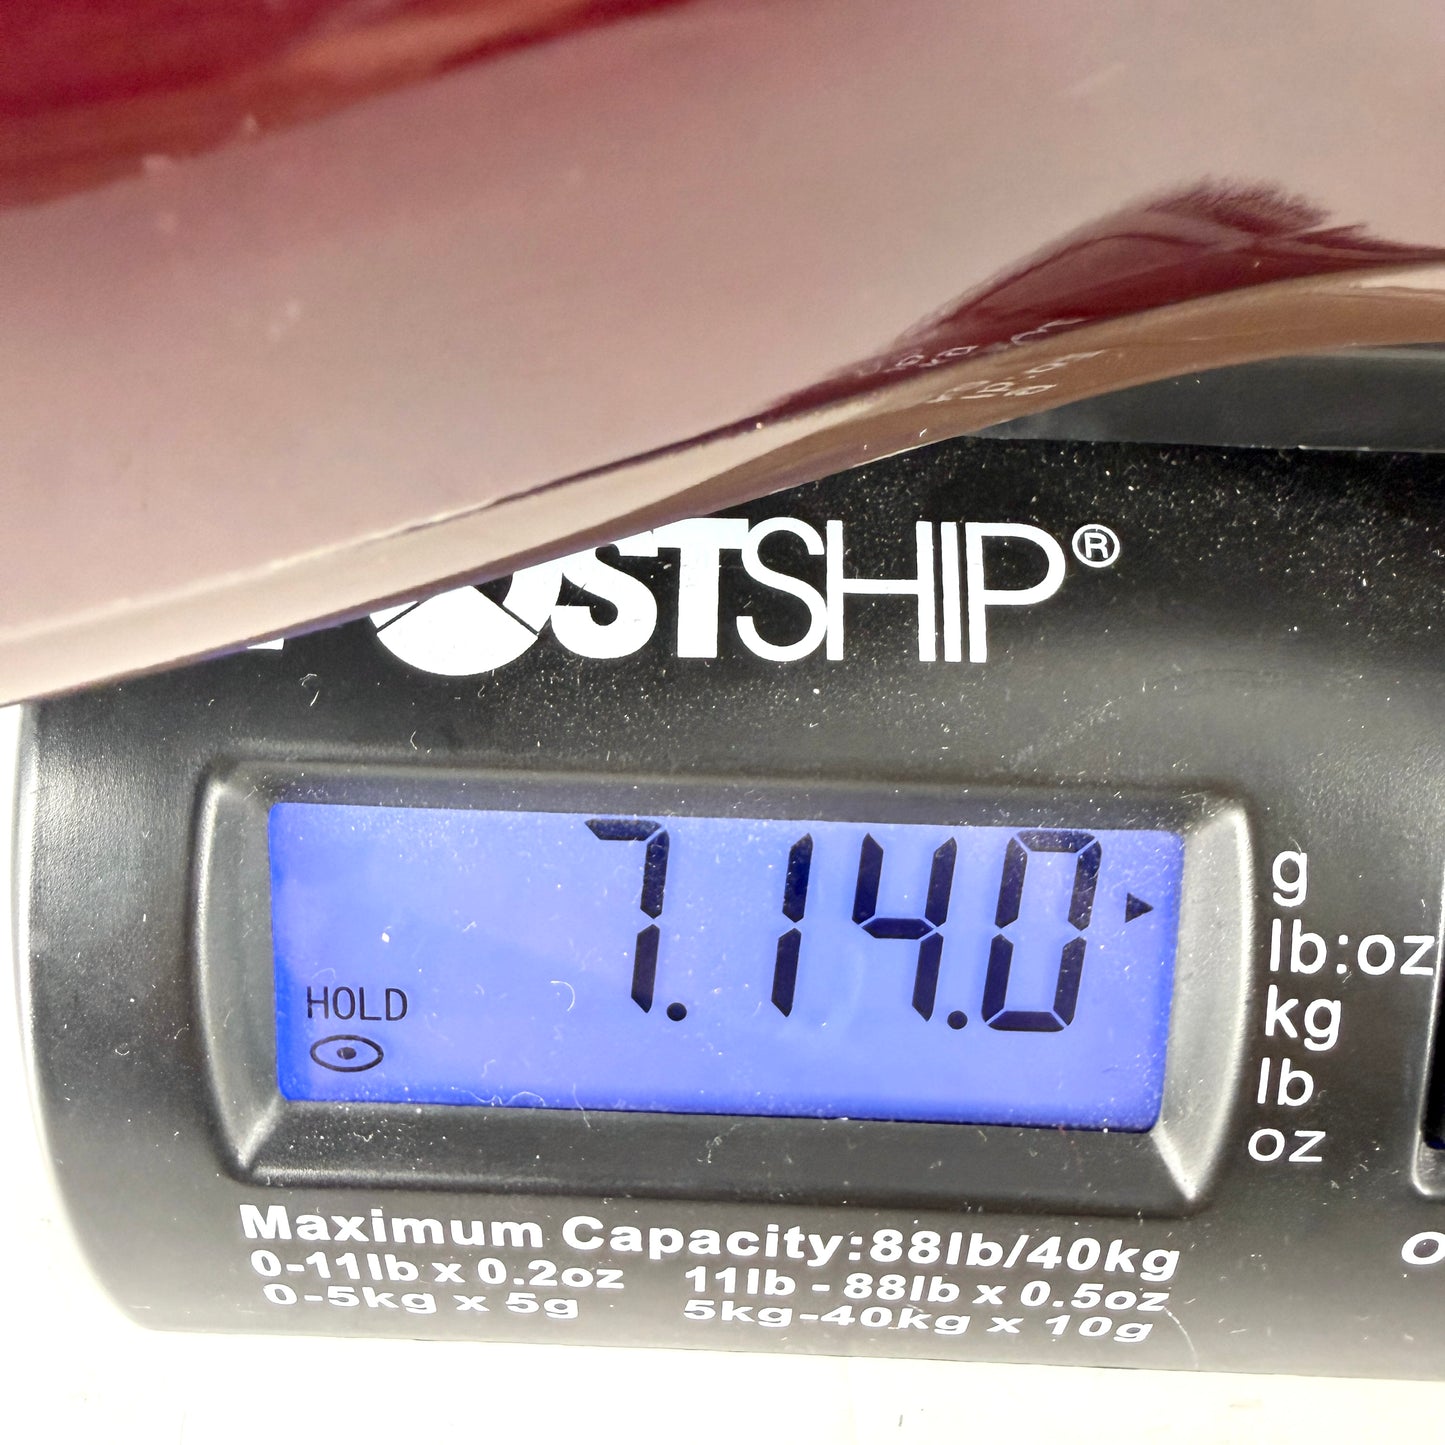 POSTSHIP®
7.14.0
HOLD
g
lb:oz
kg
lb
oz
Maximum Capacity:88lb/40kg
0-11lb x 0.2oz 11lb - 88lb x 0.5oz
0-5kg x 5g 5kg-40kg x 10g